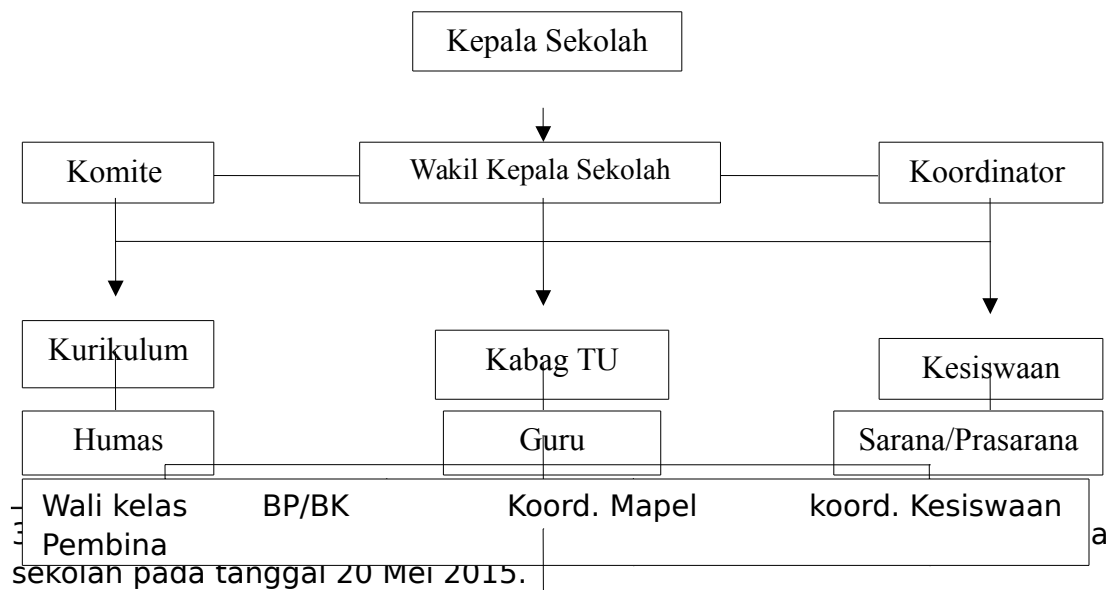 Kepala Sekolah
Komite
Wakil Kepala Sekolah
Koordinator
Kurikulum
Kabag TU
Kesiswaan
Humas
Guru
Sarana/Prasarana
Wali kelas BP/BK Koord. Mapel koord. Kesiswaan
Pembina
3 a
sekolah pada tanggal 20 Mei 2015.